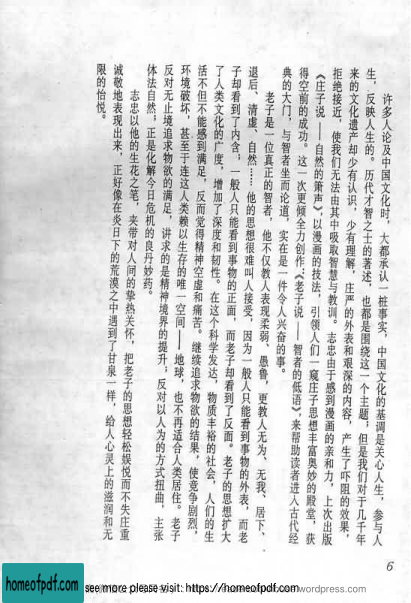 许多人论及中国文化时，大都承认一桩事实，中国文化的基调是关心人生，参与人
生，反映人生的。历代才智之士的著述，也都是围绕这一个主题；但是我们对于几千年
来的文化遗产却少有认识，少有理解，庄严的外表和艰深的内容，产生了吓阻的效果，
拒绝接近，使我们无法由其中吸取智慧与教训。志忠由于感到漫画的亲和力，上次出版
《庄子说——自然的箫声》，以漫画的技法，引领人们一窥庄子思想丰富奥妙的殿堂，获
得空前的成功。这一次更倾全力创作《老子说——智者的低语》，来帮助读者进入古代经
典的大门，与智者坐而论道，实在是一件令人兴奋的事。
老子是一位真正的智者，他不仅教人表现柔弱、愚鲁，更教人无为、无我、居下、
退后、清虚、自然……他的思想很难叫人接受，因为一般人只能看到事物的外表，而老
子却看到了内含，一般人只能看到事物的正面，而老子却看到了反面。老子的思想扩大
了人类文化的广度，增加了深度和韧性。在这个科学发达，物质丰裕的社会，人们的生
活不但不能感到满足，反而觉得精神空虚和痛苦。继续追求物欲的结果，使竞争剧烈，
环境破坏，甚至于连这人类赖以生存的唯一空间——地球，也不再适合人类居住。老子
反对无止境追求物欲的满足，讲求的是精神境界的提升；反对以人为的方式扭曲，主张
体法自然，正是化解今日危机的良丹妙药。
志忠以他的生花之笔，夹带对人间的挚热关怀，把老子的思想轻松娱悦而不失庄重
诚敬地表现出来，正好像在炎日下的荒漠之中遇到了甘泉一样，给人心灵上的滋润和无
限的怡悦。
6
homeofpdf.com
see more please visit: https://homeofpdf.com
wordpress.com